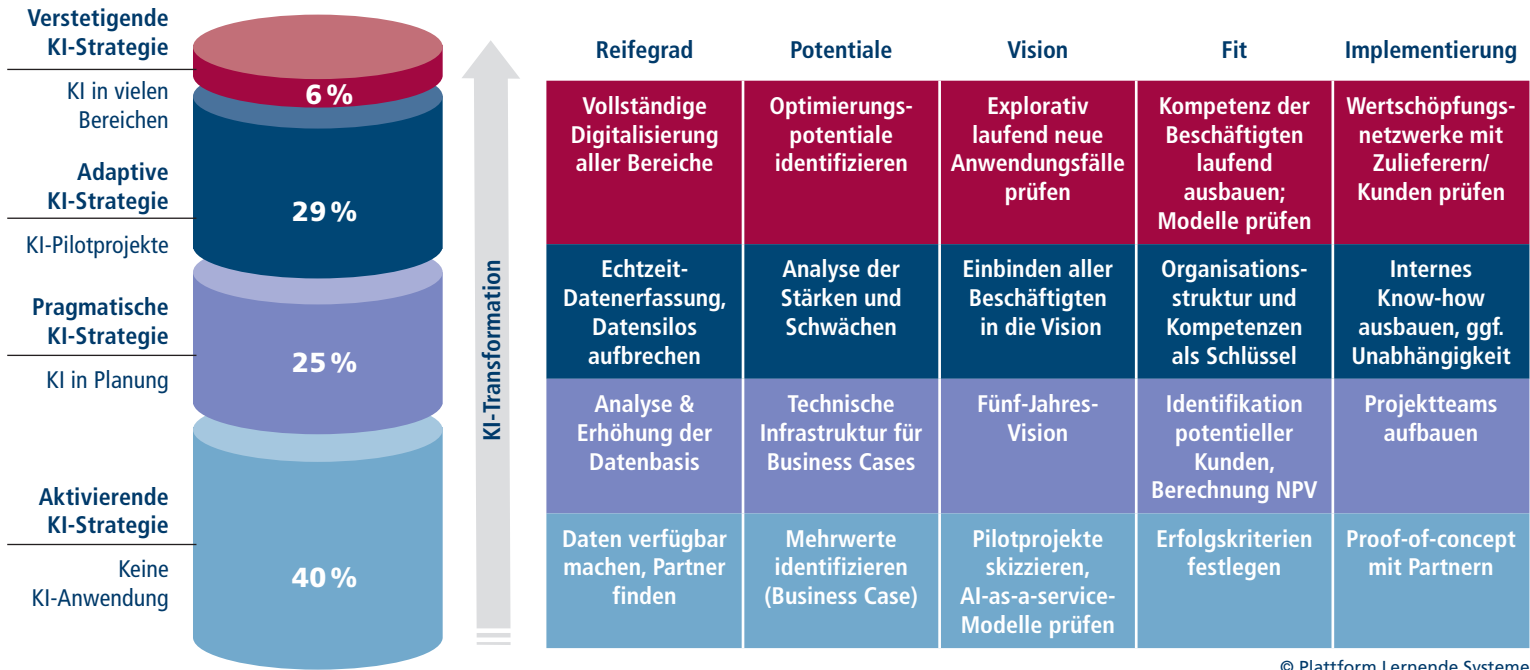 Verstetigende
KI-Strategie
KI in vielen
Bereichen
Adaptive
KI-Strategie
KI-Pilotprojekte
Pragmatische
KI-Strategie
KI in Planung
Aktivierende
KI-Strategie
Keine
KI-Anwendung
6 %
29 %
25 %
40 %
KI-Transformation
Reifegrad
Potentiale
Vision
Fit
Implementierung
Vollständige
Digitalisierung
aller Bereiche
Optimierungs-
potentiale
identifizieren
Explorativ
laufend neue
Anwendungsfälle
prüfen
Kompetenz der
Beschäftigten
laufend
ausbauen;
Modelle prüfen
Wertschöpfungs-
netzwerke mit
Zulieferern/
Kunden prüfen
Echtzeit-
Datenerfassung,
Datensilos
aufbrechen
Analyse der
Stärken und
Schwächen
Einbinden aller
Beschäftigten
in die Vision
Organisations-
struktur und
Kompetenzen
als Schlüssel
Internes
Know-how
ausbauen, ggf.
Unabhängigkeit
Analyse &
Erhöhung der
Datenbasis
Technische
Infrastruktur für
Business Cases
Fünf-Jahres-
Vision
Identifikation
potentieller
Kunden,
Berechnung NPV
Projektteams
aufbauen
Daten verfügbar
machen, Partner
finden
Mehrwerte
identifizieren
(Business Case)
Pilotprojekte
skizzieren,
AI-as-a-service-
Modelle prüfen
Erfolgskriterien
festlegen
Proof-of-concept
mit Partnern
© Plattform Lernende Systeme